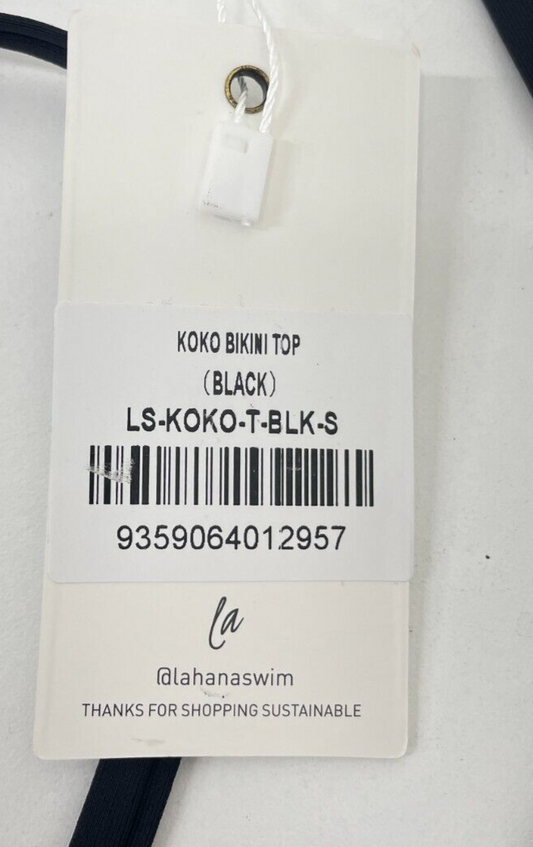 KOKO BIKINI TOP
(BLACK)
LS-KOKO-T-BLK-S
9359064012957
la
@lahanaswim
THANKS FOR SHOPPING SUSTAINABLE